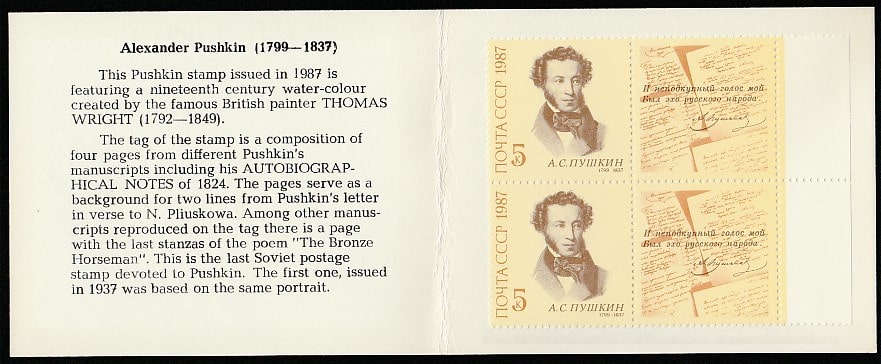 Alexander Pushkin (1799—1837)
This Pushkin stamp issued in 1987 is
featuring a nineteenth century water-colour
created by the famous British painter THOMAS
WRIGHT (1792—1849).
The tag of the stamp is a composition of
four pages from different Pushkin's
manuscripts including his AUTOBIOGRAP-
HICAL NOTES of 1824. The pages serve as a
background for two lines from Pushkin's letter
in verse to N. Pliuskowa. Among other manus-
cripts reproduced on the tag there is a page
with the last stanzas of the poem "The Bronze
Horseman". This is the last Soviet postage
stamp devoted to Pushkin. The first one, issued
in 1937 was based on the same portrait.
ПОЧТА СССР 1987
5к
А.С.ПУШКИН
1799-1837
И неподкупный голос мой
Был эхо русского народа.
ПОЧТА СССР 1987
5к
А.С.ПУШКИН
1799-1837
И неподкупный голос мой
Был эхо русского народа.